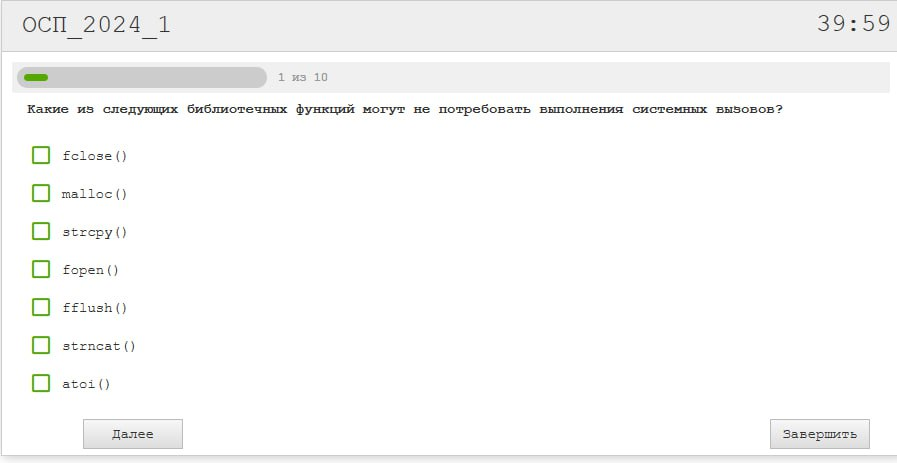 ОСП_2024_1
39:59
1 из 10
Какие из следующих библиотечных функций могут не потребовать выполнения системных вызовов?
fclose()
malloc()
strcpy()
fopen()
fflush()
strncat()
atoi()
Далее
Завершить